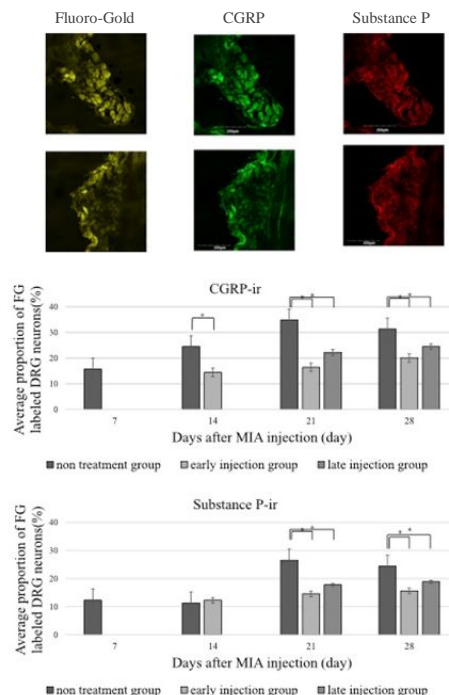 Fluoro-Gold CGRP Substance P
CGRP-ir
Average proportion of FG
labeled DRG neurons(%)
40
30
20
10
0
* * * * *
7 14 21 28
Days after MIA injection (day)
non treatment group early injection group late injection group
Substance P-ir
Average proportion of FG
labeled DRG neurons(%)
40
30
20
10
0
* * * *
7 14 21 28
Days after MIA injection (day)
non treatment group early injection group late injection group